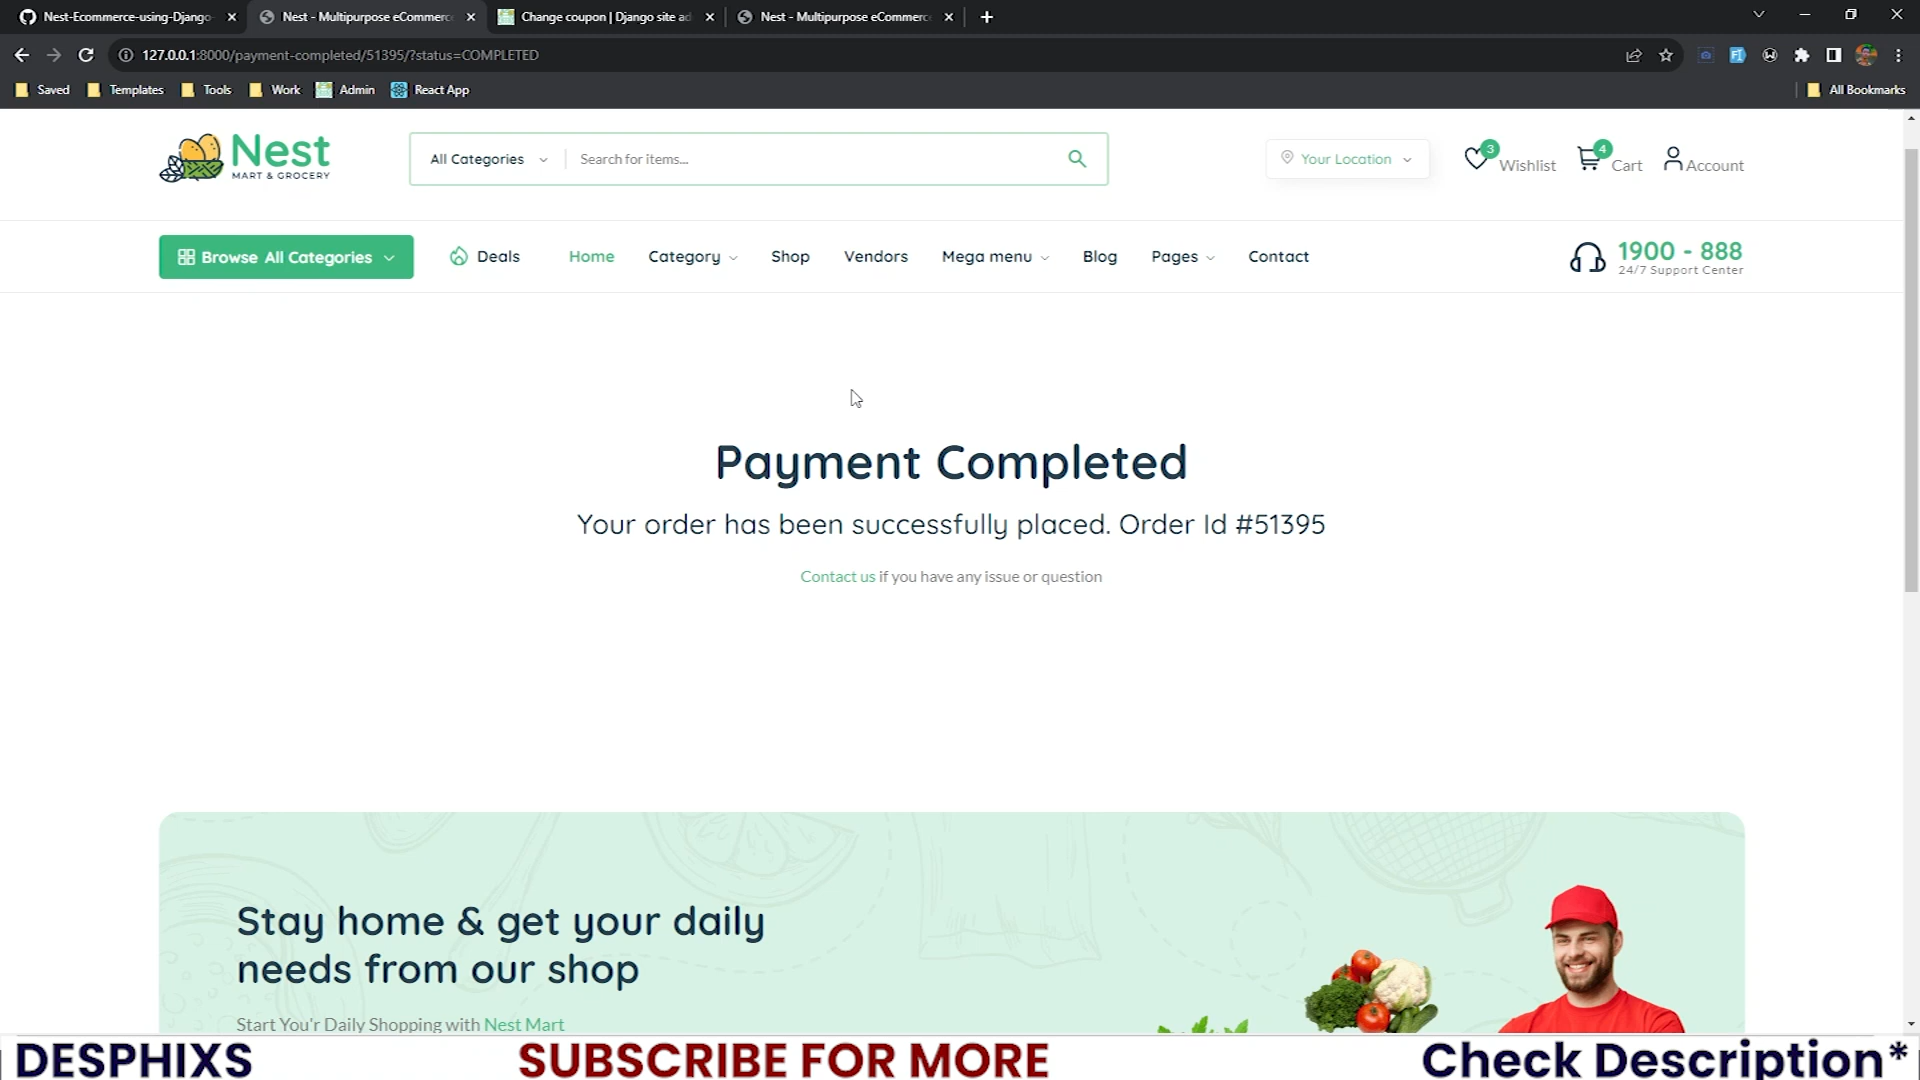 Nest-Ecommerce-using-Django
Nest - Multipurpose eCommerc
Change coupon | Django site ad
Nest - Multipurpose eCommerc
127.0.0.1:8000/payment-completed/51395/?status=COMPLETED
Saved
Templates
Tools
Work
Admin
React App
All Bookmarks
Nest
MART & GROCERY
All Categories
Search for items...
Your Location
3
Wishlist
4
Cart
Account
Browse All Categories
Deals
Home
Category
Shop
Vendors
Mega menu
Blog
Pages
Contact
1900 - 888
24/7 Support Center
Payment Completed
Your order has been successfully placed. Order Id #51395
Contact us if you have any issue or question
Stay home & get your daily
needs from our shop
Start You'r Daily Shopping with Nest Mart
DESPHIXS
SUBSCRIBE FOR MORE
Check Description*